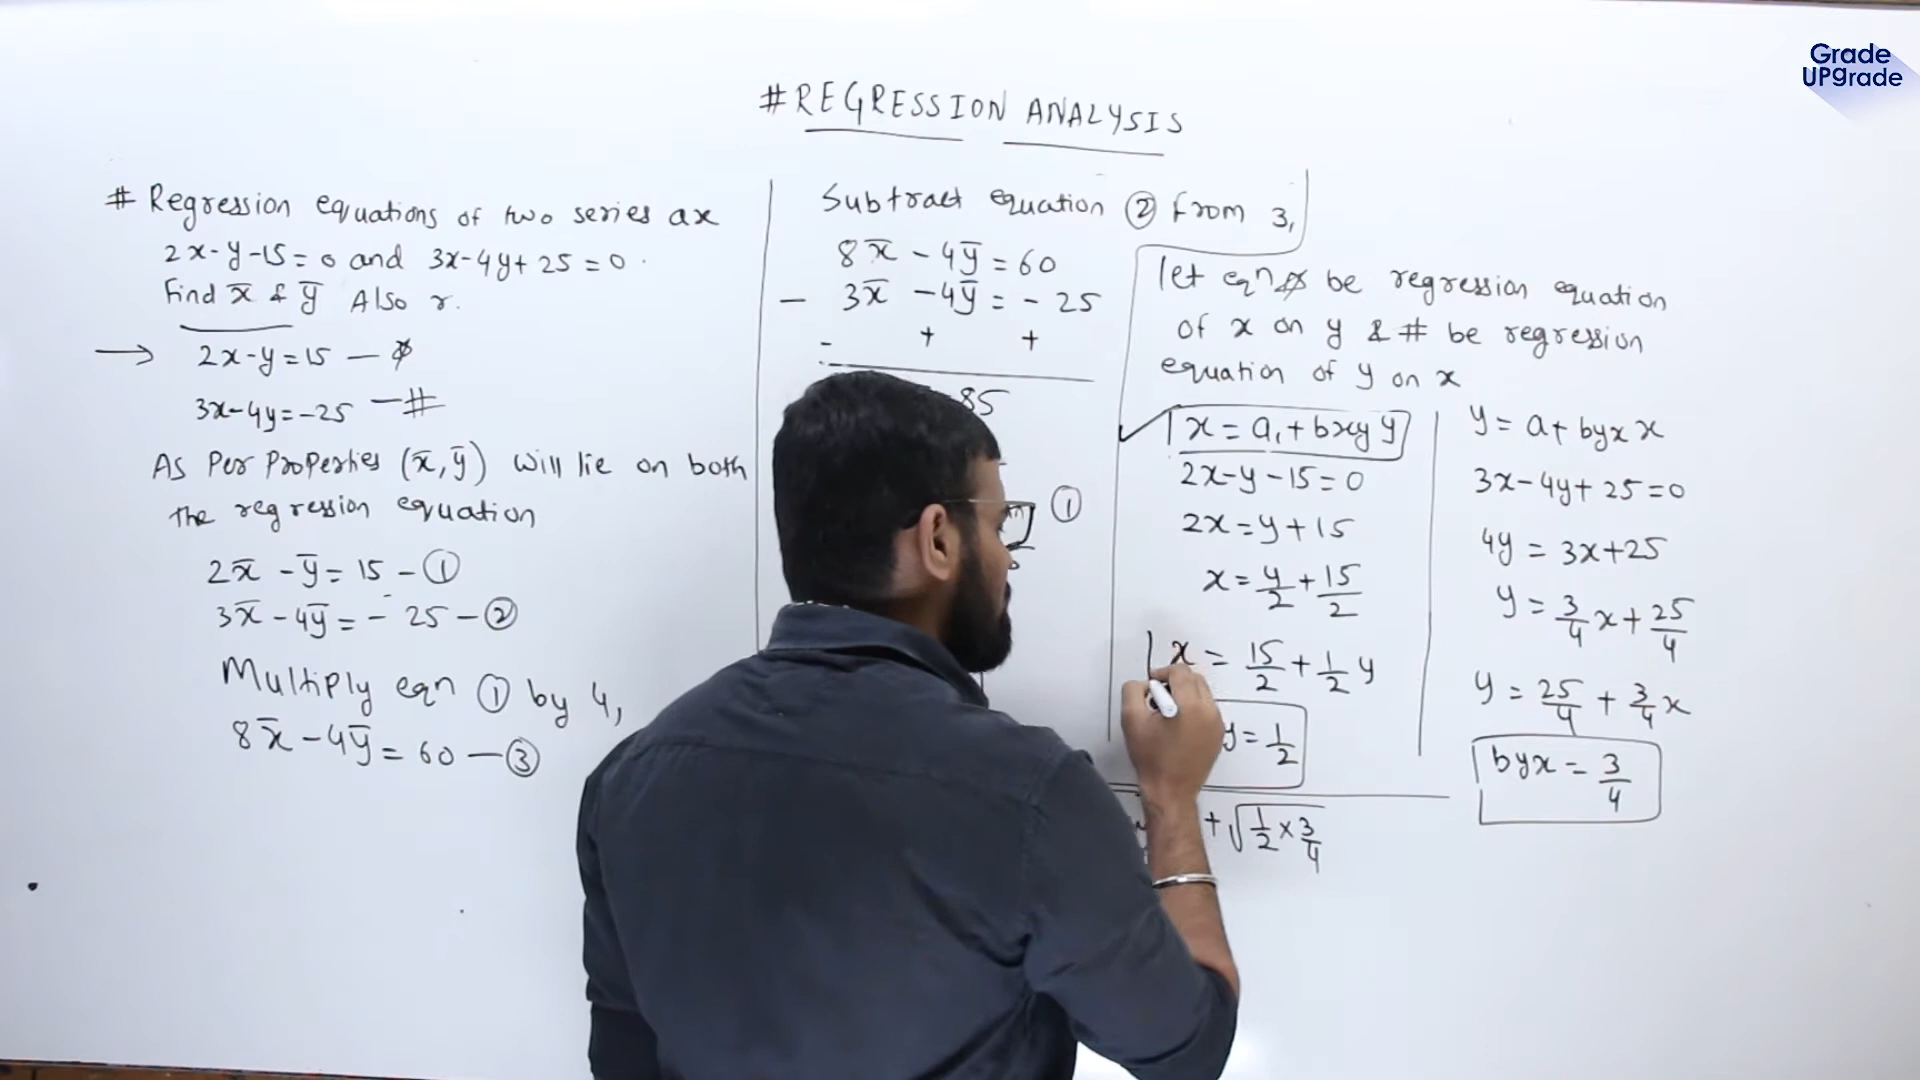 Grade
UPgrade
#REGRESSION ANALYSIS
# Regression equations of two series ax
2x-y-15=0 and 3x-4y+25=0.
Find x̄ & ȳ Also r.
→ 2x-y=15 —
3x-4y=-25 —#
As Per Properties (x̄,ȳ) will lie on both
the regression equation
2x̄ - ȳ = 15 - ①
3x̄ - 4ȳ = - 25 - ②
Multiply eqn ① by 4,
8x̄ - 4ȳ = 60 — ③
Subtract equation ② from 3,
8x̄ - 4ȳ = 60
— 3x̄ - 4ȳ = - 25
- + +
85
①
let eqn be regression equation
of x on y & # be regression
equation of y on x
x = a₁ + bxy y
2x-y-15=0
2x=y+15
x = y/2 + 15/2
x = 15/2 + 1/2 y
y = 1/2
y = a+ byx x
3x-4y+25=0
4y = 3x+25
y = 3/4 x + 25/4
y = 25/4 + 3/4 x
byx = 3/4
+ √1/2 × 3/4